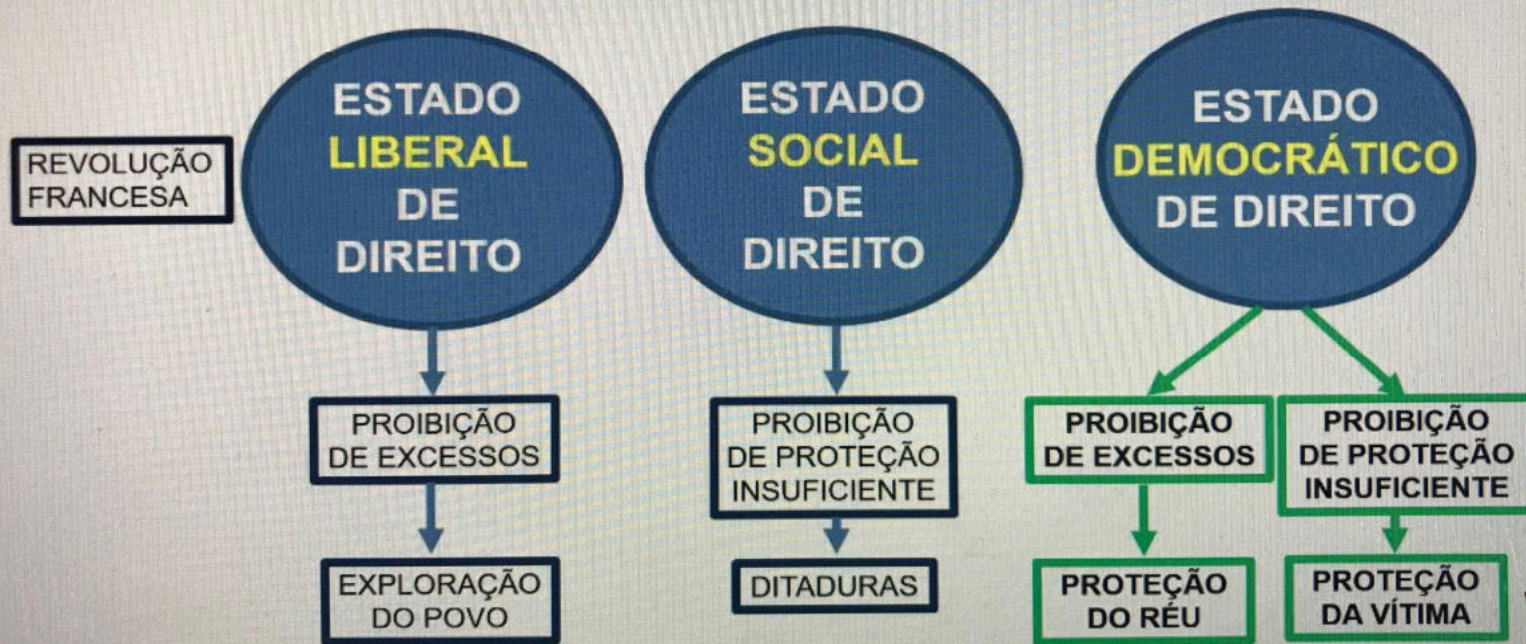 REVOLUÇÃO
FRANCESA
ESTADO
LIBERAL
DE
DIREITO
ESTADO
SOCIAL
DE
DIREITO
ESTADO
DEMOCRÁTICO
DE DIREITO
PROIBIÇÃO
DE EXCESSOS
PROIBIÇÃO
DE PROTEÇÃO
INSUFICIENTE
PROIBIÇÃO
DE EXCESSOS
PROIBIÇÃO
DE PROTEÇÃO
INSUFICIENTE
EXPLORAÇÃO
DO POVO
DITADURAS
PROTEÇÃO
DO RÉU
PROTEÇÃO
DA VÍTIMA